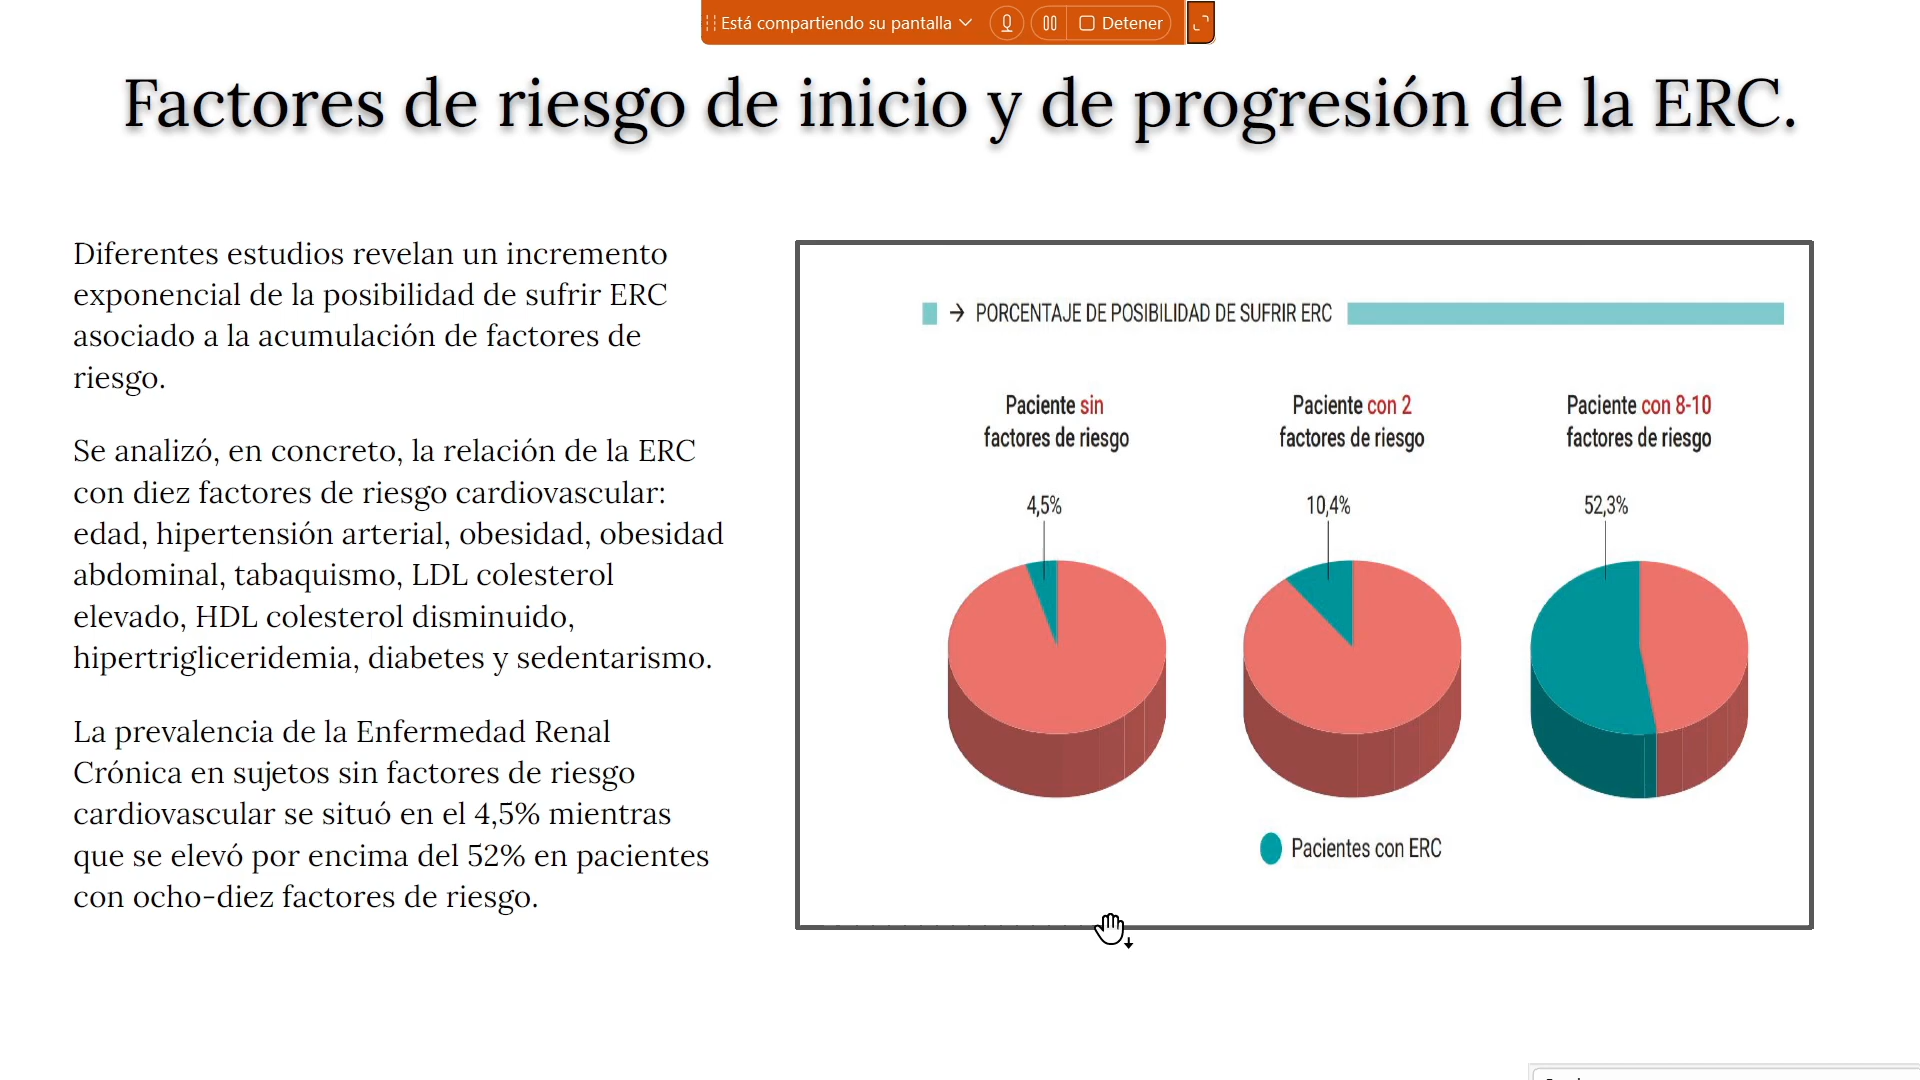 Está compartiendo su pantalla
Detener
Factores de riesgo de inicio y de progresión de la ERC.
Diferentes estudios revelan un incremento
exponencial de la posibilidad de sufrir ERC
asociado a la acumulación de factores de
riesgo.
Se analizó, en concreto, la relación de la ERC
con diez factores de riesgo cardiovascular:
edad, hipertensión arterial, obesidad, obesidad
abdominal, tabaquismo, LDL colesterol
elevado, HDL colesterol disminuido,
hipertrigliceridemia, diabetes y sedentarismo.
La prevalencia de la Enfermedad Renal
Crónica en sujetos sin factores de riesgo
cardiovascular se situó en el 4,5% mientras
que se elevó por encima del 52% en pacientes
con ocho-diez factores de riesgo.
→ PORCENTAJE DE POSIBILIDAD DE SUFRIR ERC
Paciente sin
factores de riesgo
4,5%
Paciente con 2
factores de riesgo
10,4%
Paciente con 8-10
factores de riesgo
52,3%
Pacientes con ERC